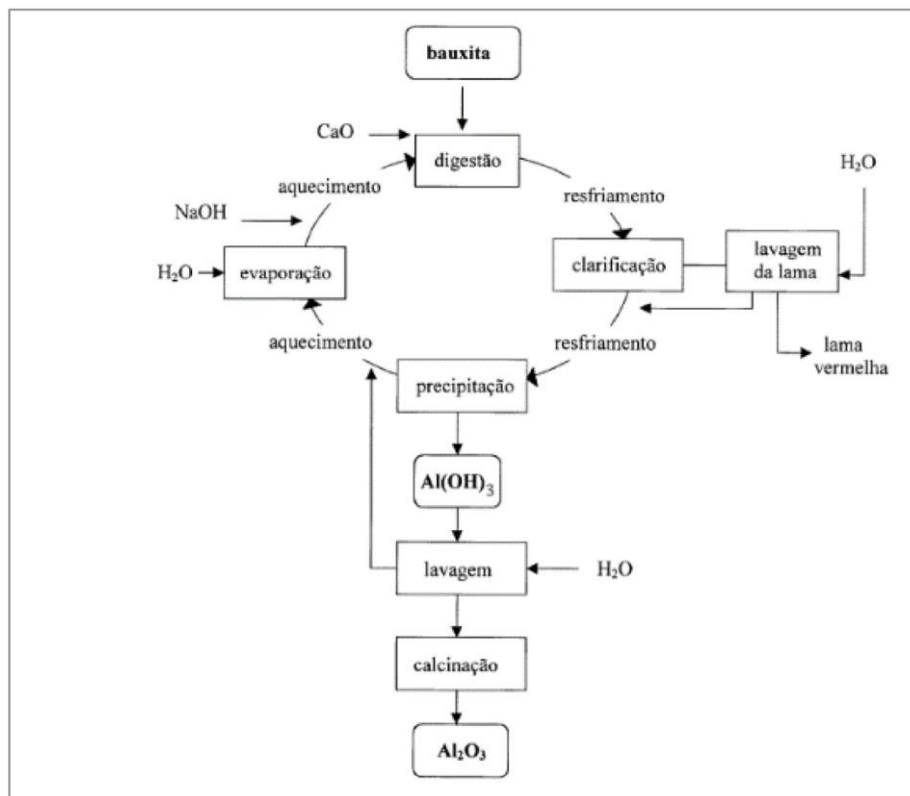 bauxita
CaO
digestão
H₂O
aquecimento
resfriamento
NaOH
lavagem
da lama
H₂O
evaporação
clarificação
aquecimento
resfriamento
lama
vermelha
precipitação
Al(OH)₃
lavagem
H₂O
calcinação
Al₂O₃